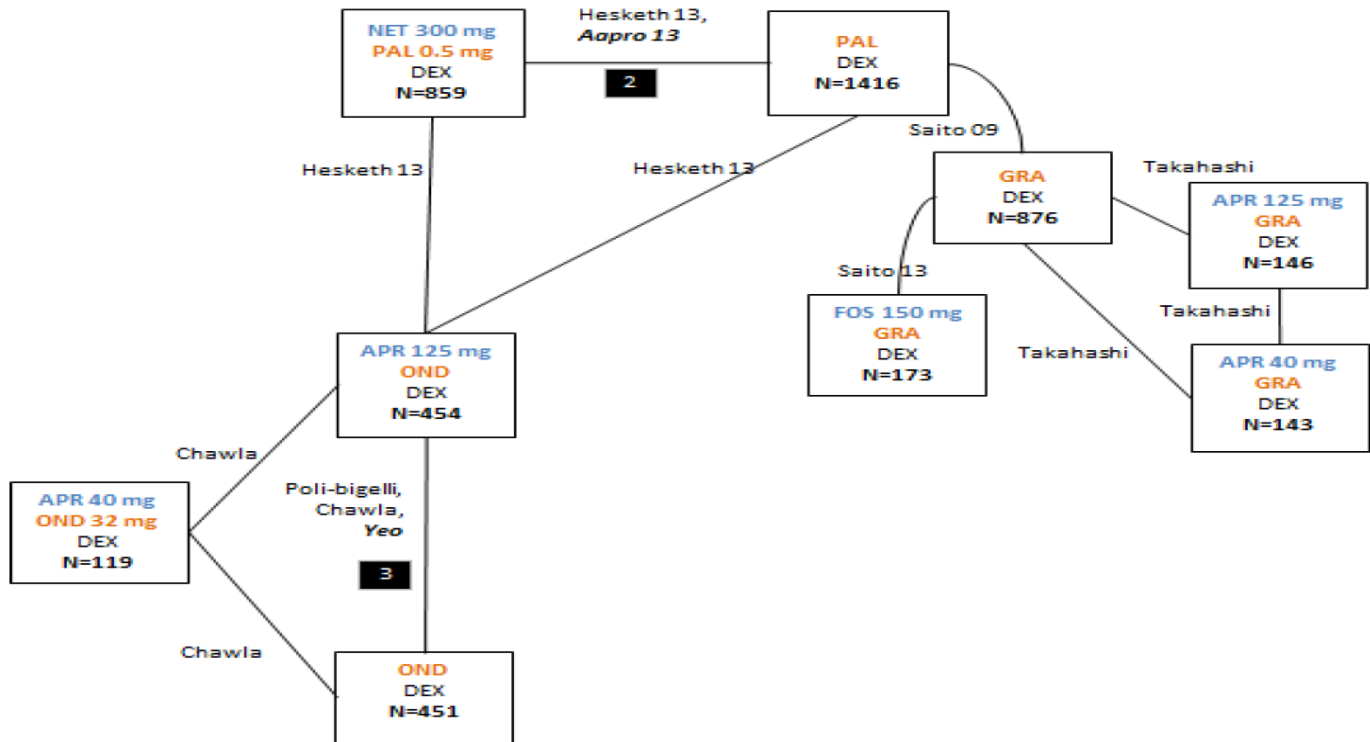 NET 300 mg
PAL 0.5 mg
DEX
N=859
Hesketh 13,
Aapro 13
2
PAL
DEX
N=1416
Saito 09
Hesketh 13
Hesketh 13
GRA
DEX
N=876
Takahashi
APR 125 mg
GRA
DEX
N=146
Saito 13
FOS 150 mg
GRA
DEX
N=173
Takahashi
Takahashi
APR 40 mg
GRA
DEX
N=143
APR 125 mg
OND
DEX
N=454
Chawla
Poli-bigelli,
Chawla,
Yeo
3
APR 40 mg
OND 32 mg
DEX
N=119
Chawla
OND
DEX
N=451